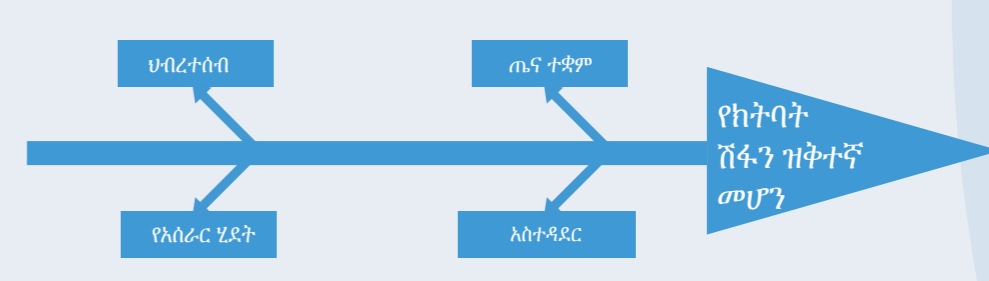 ህብረተሰብ
ጤና ተቋም
የክትባት
ሽፋን ዝቅተኛ
መሆን
የአሰራር ሂደት
አስተዳደር